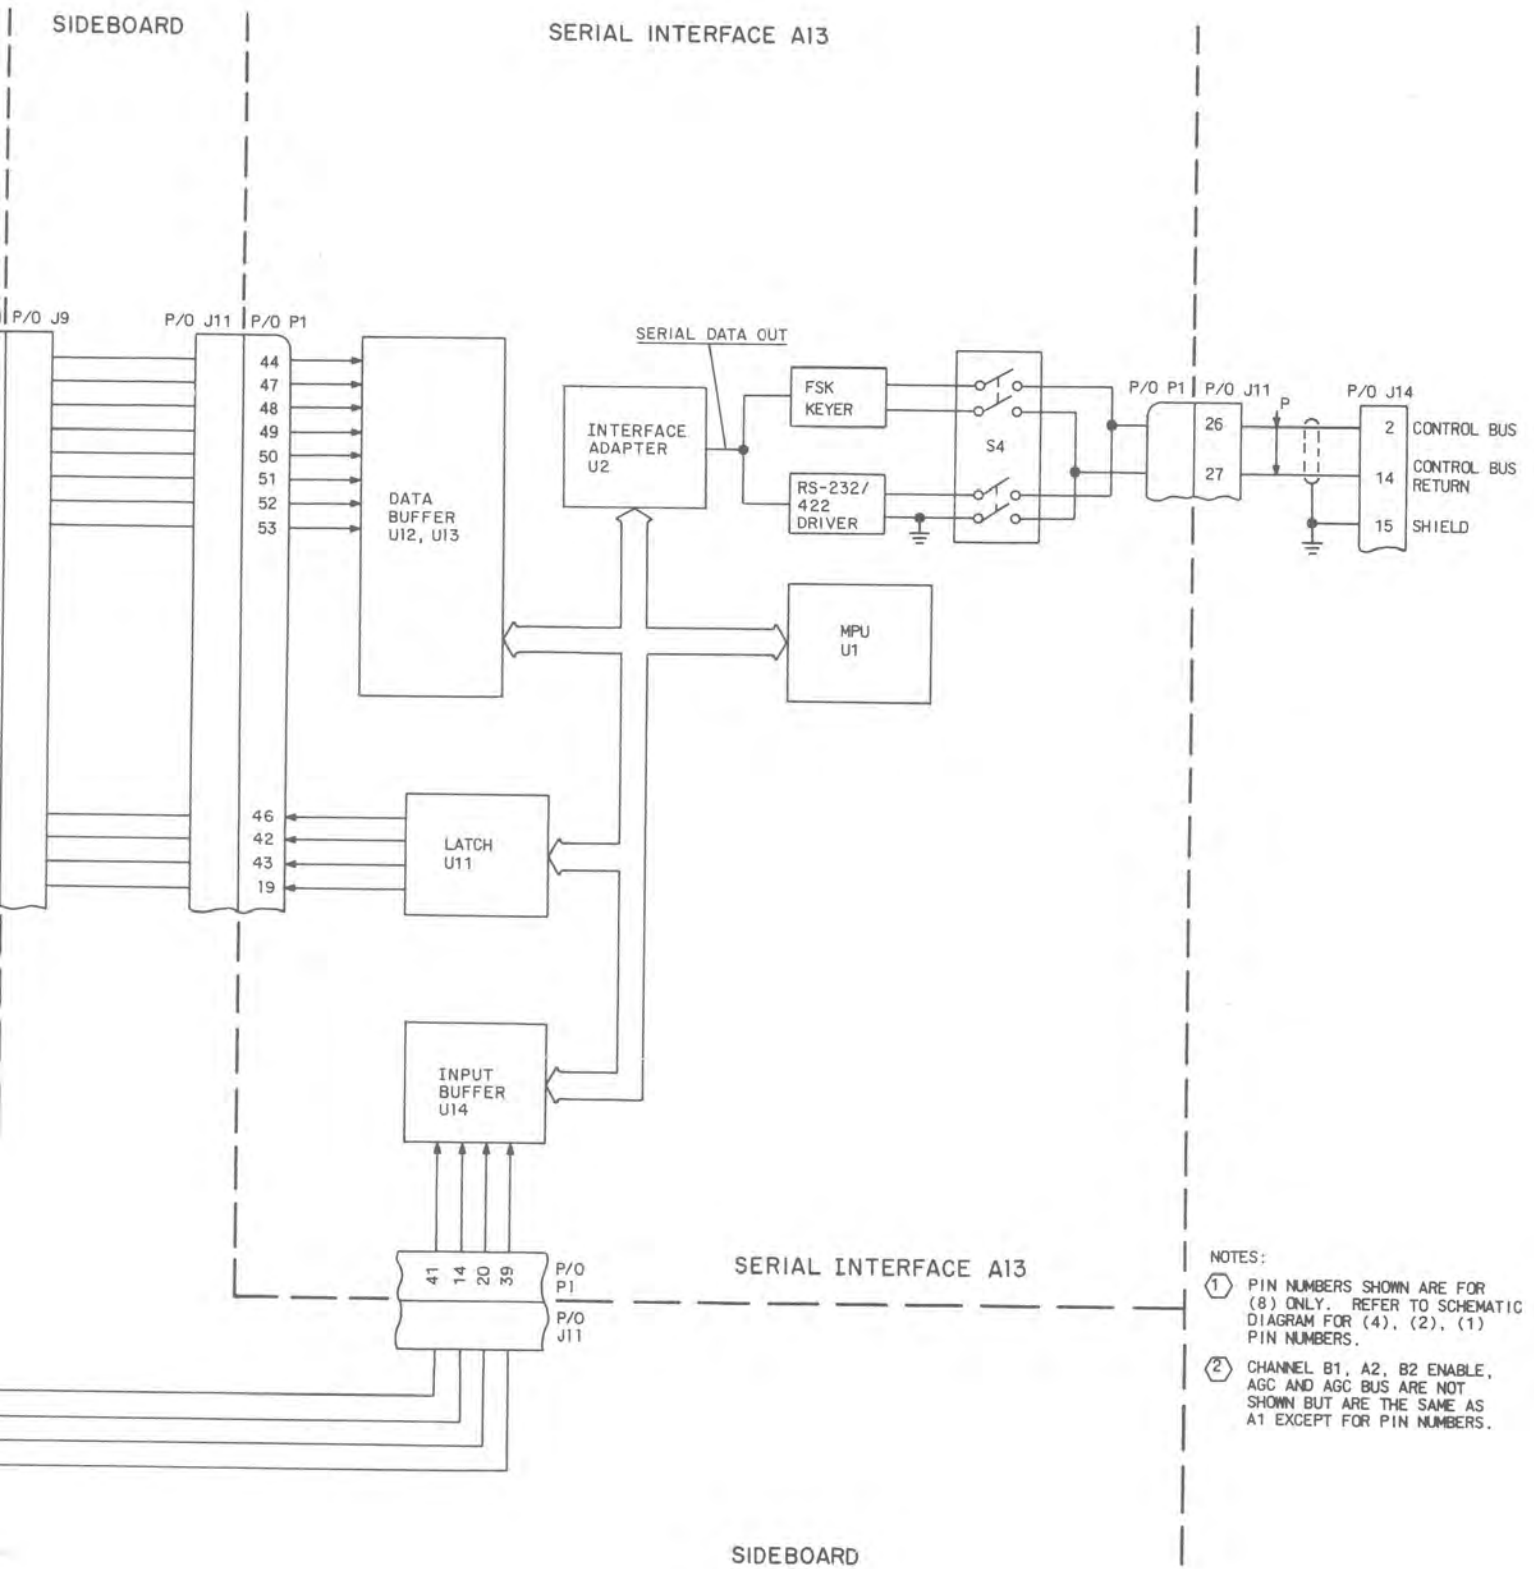 SIDEBOARD
SERIAL INTERFACE A13
P/O J9
P/O J11
P/O P1
44
47
48
49
50
51
52
53
DATA
BUFFER
U12, U13
SERIAL DATA OUT
INTERFACE
ADAPTER
U2
FSK
KEYER
RS-232/
422
DRIVER
S4
P/O P1
P/O J11
P
P/O J14
26
27
2
14
15
CONTROL BUS
CONTROL BUS
RETURN
SHIELD
MPU
U1
46
42
43
19
LATCH
U11
INPUT
BUFFER
U14
41
14
20
39
P/O
P1
P/O
J11
SERIAL INTERFACE A13
NOTES:
1 PIN NUMBERS SHOWN ARE FOR
(8) ONLY. REFER TO SCHEMATIC
DIAGRAM FOR (4), (2), (1)
PIN NUMBERS.
2 CHANNEL B1, A2, B2 ENABLE,
AGC AND AGC BUS ARE NOT
SHOWN BUT ARE THE SAME AS
A1 EXCEPT FOR PIN NUMBERS.
SIDEBOARD